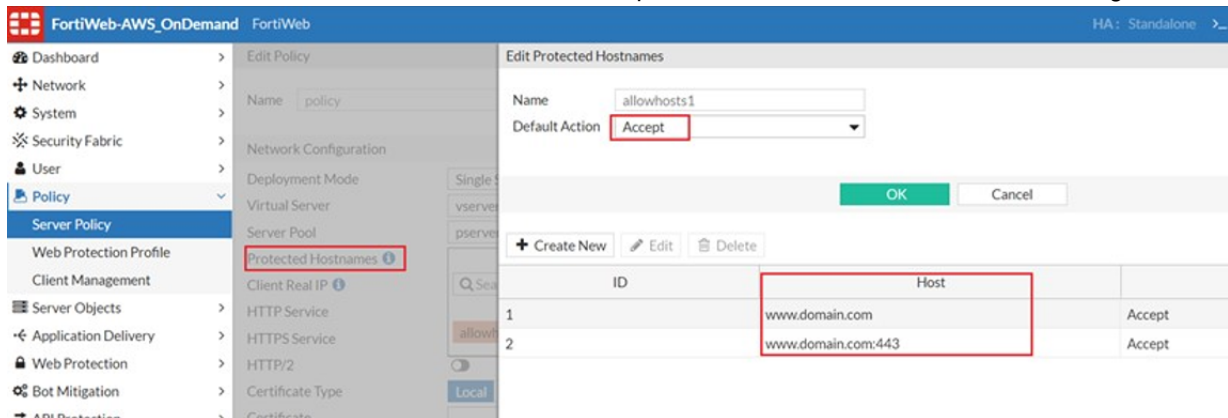 FortiWeb-AWS_OnDemand FortiWeb HA: Standalone >_
Dashboard
Network
System
Security Fabric
User
Policy
Server Policy
Web Protection Profile
Client Management
Server Objects
Application Delivery
Web Protection
Bot Mitigation
Edit Policy
Name policy
Network Configuration
Deployment Mode Single
Virtual Server
Server Pool
Protected Hostnames
Client Real IP
HTTP Service
HTTPS Service
HTTP/2
Certificate Type Local
Edit Protected Hostnames
Name allowhosts1
Default Action Accept
OK Cancel
+ Create New Edit Delete
ID Host
1 www.domain.com Accept
2 www.domain.com:443 Accept